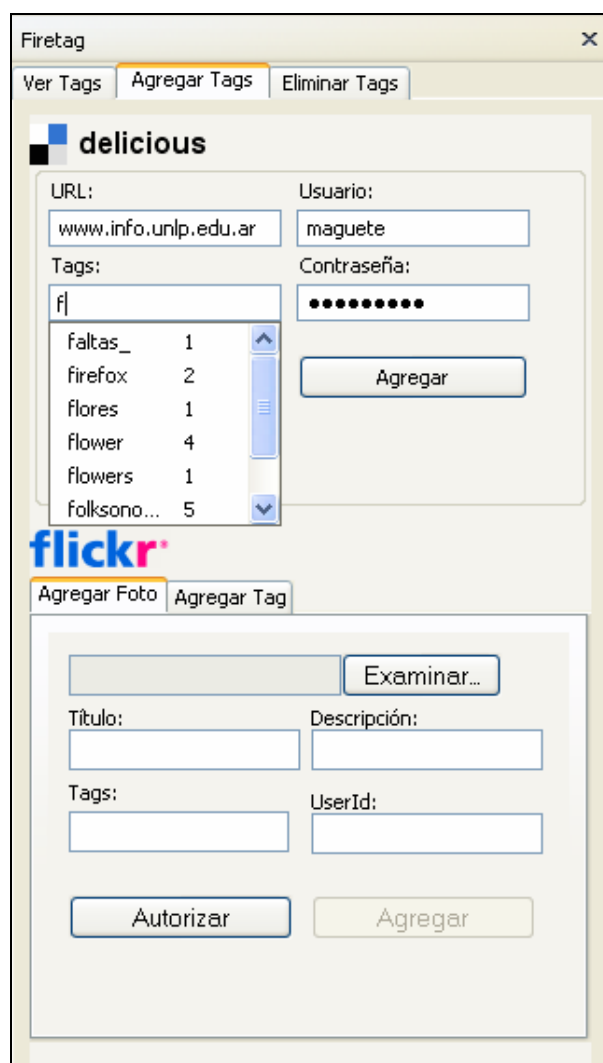 Firetag
Ver Tags Agregar Tags Eliminar Tags
delicious
URL: Usuario:
www.info.unlp.edu.ar maguete
Tags: Contraseña:
f •••••••••
faltas_ 1
Agregar
firefox 2
flores 1
flower 4
flowers 1
folksono... 5
flickr
Agregar Foto Agregar Tag
Examinar...
Título: Descripción:
Tags: UserId:
Autorizar Agregar